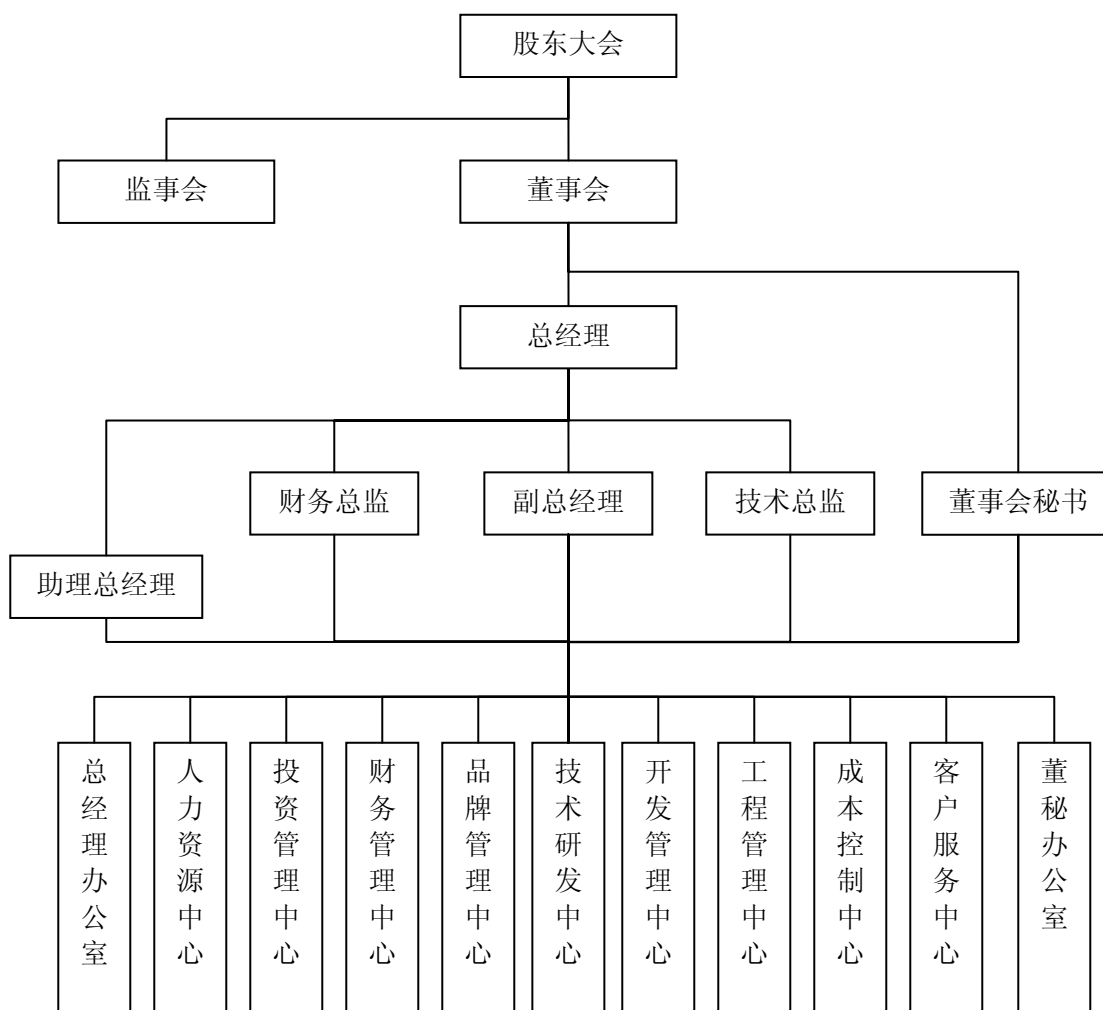 股东大会
监事会
董事会
总经理
财务总监
副总经理
技术总监
董事会秘书
助理总经理
总经理办公室
人力资源中心
投资管理中心
财务管理中心
品牌管理中心
技术研发中心
开发管理中心
工程管理中心
成本控制中心
客户服务中心
董秘办公室